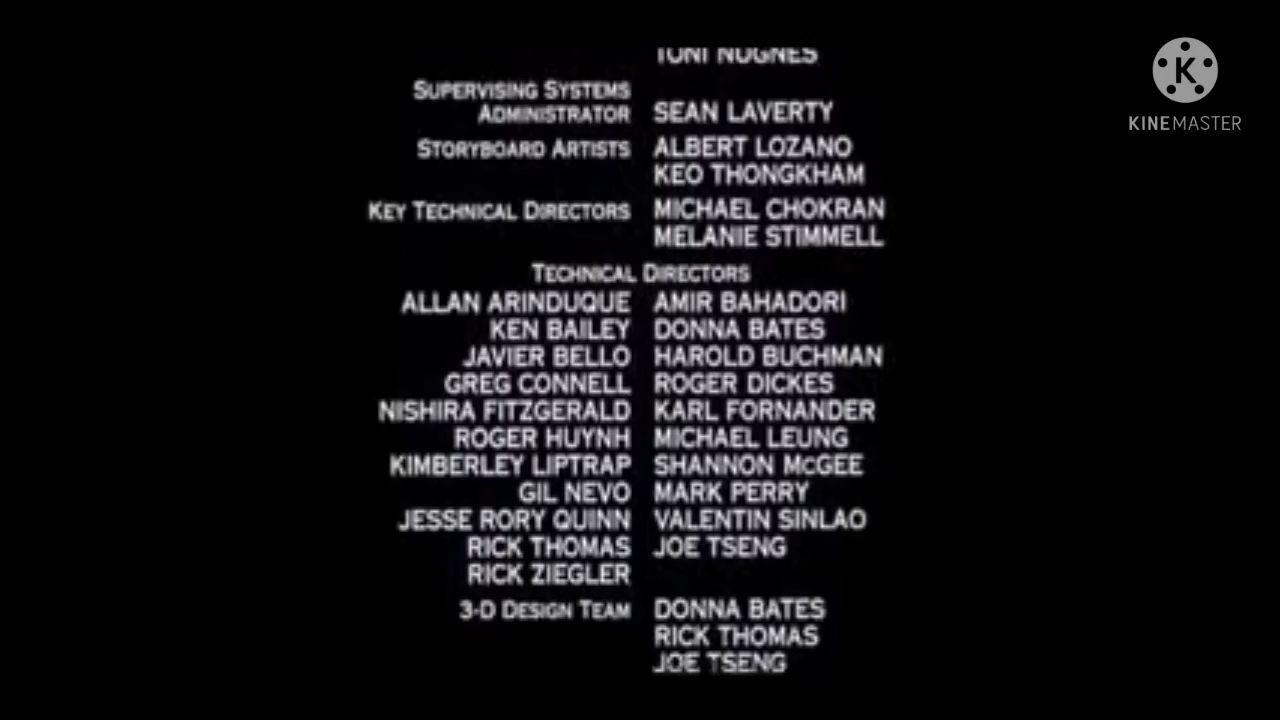 TONI NUGNES
SUPERVISING SYSTEMS
ADMINISTRATOR SEAN LAVERTY
STORYBOARD ARTISTS ALBERT LOZANO
KEO THONGKHAM
KEY TECHNICAL DIRECTORS MICHAEL CHOKRAN
MELANIE STIMMELL
TECHNICAL DIRECTORS
ALLAN ARINDUQUE AMIR BAHADORI
KEN BAILEY DONNA BATES
JAVIER BELLO HAROLD BUCHMAN
GREG CONNELL ROGER DICKES
NISHIRA FITZGERALD KARL FORNANDER
ROGER HUYNH MICHAEL LEUNG
KIMBERLEY LIPTRAP SHANNON McGEE
GIL NEVO MARK PERRY
JESSE RORY QUINN VALENTIN SINLAO
RICK THOMAS JOE TSENG
RICK ZIEGLER
3-D DESIGN TEAM DONNA BATES
RICK THOMAS
JOE TSENG
K
KINEMASTER